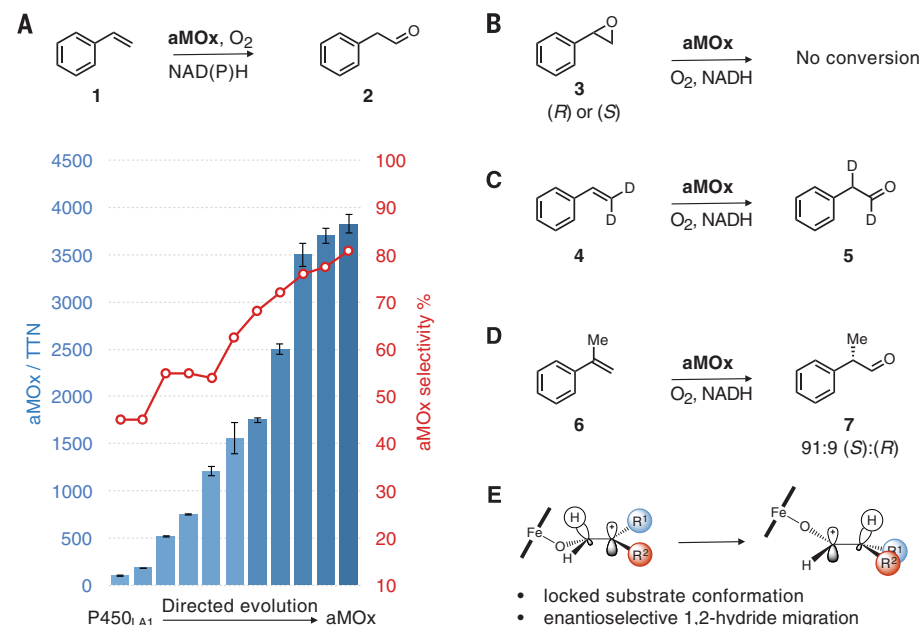 A
aMOx, O2
NAD(P)H
O
1
2
4500
4000
3500
3000
2500
2000
1500
1000
500
0
aMOx / TTN
100
90
80
70
60
50
40
30
20
10
aMOx selectivity %
P450LA1
Directed evolution
aMOx
B
O
aMOx
O2, NADH
No conversion
3
(R) or (S)
C
D
D
aMOx
O2, NADH
D
O
D
4
5
D
Me
aMOx
O2, NADH
Me
O
6
7
91:9 (S):(R)
E
Fe
O
H
H
+
R1
R2
Fe
O
H
+
H
R1
R2
• locked substrate conformation
• enantioselective 1,2-hydride migration